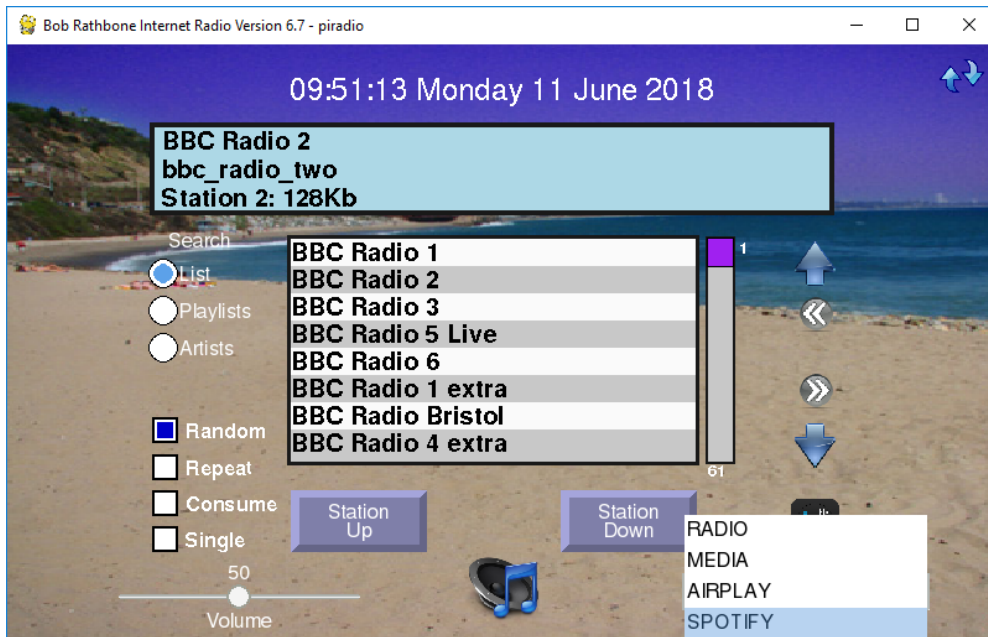 Bob Rathbone Internet Radio Version 6.7 - piradio
09:51:13 Monday 11 June 2018
BBC Radio 2
bbc_radio_two
Station 2: 128Kb
Search
List
Playlists
Artists
BBC Radio 1
BBC Radio 2
BBC Radio 3
BBC Radio 5 Live
BBC Radio 6
BBC Radio 1 extra
BBC Radio Bristol
BBC Radio 4 extra
1
61
Random
Repeat
Consume
Single
Station
Up
Station
Down
RADIO
MEDIA
AIRPLAY
SPOTIFY
50
Volume